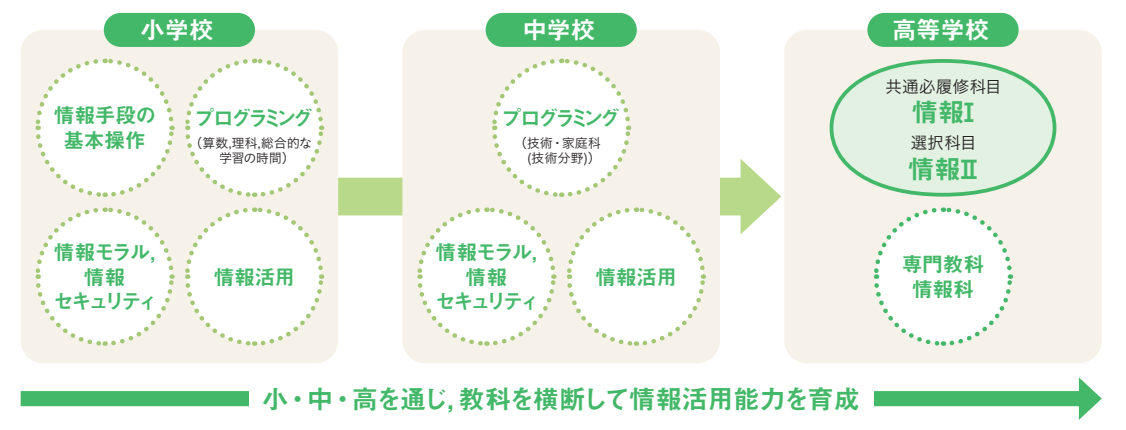 小学校
情報手段の
基本操作
プログラミング
（算数,理科,総合的な
学習の時間）
情報モラル,
情報
セキュリティ
情報活用
中学校
プログラミング
（技術・家庭科
(技術分野)）
情報モラル,
情報
セキュリティ
情報活用
高等学校
共通必履修科目
情報Ⅰ
選択科目
情報Ⅱ
専門教科
情報科
小・中・高を通じ, 教科を横断して情報活用能力を育成